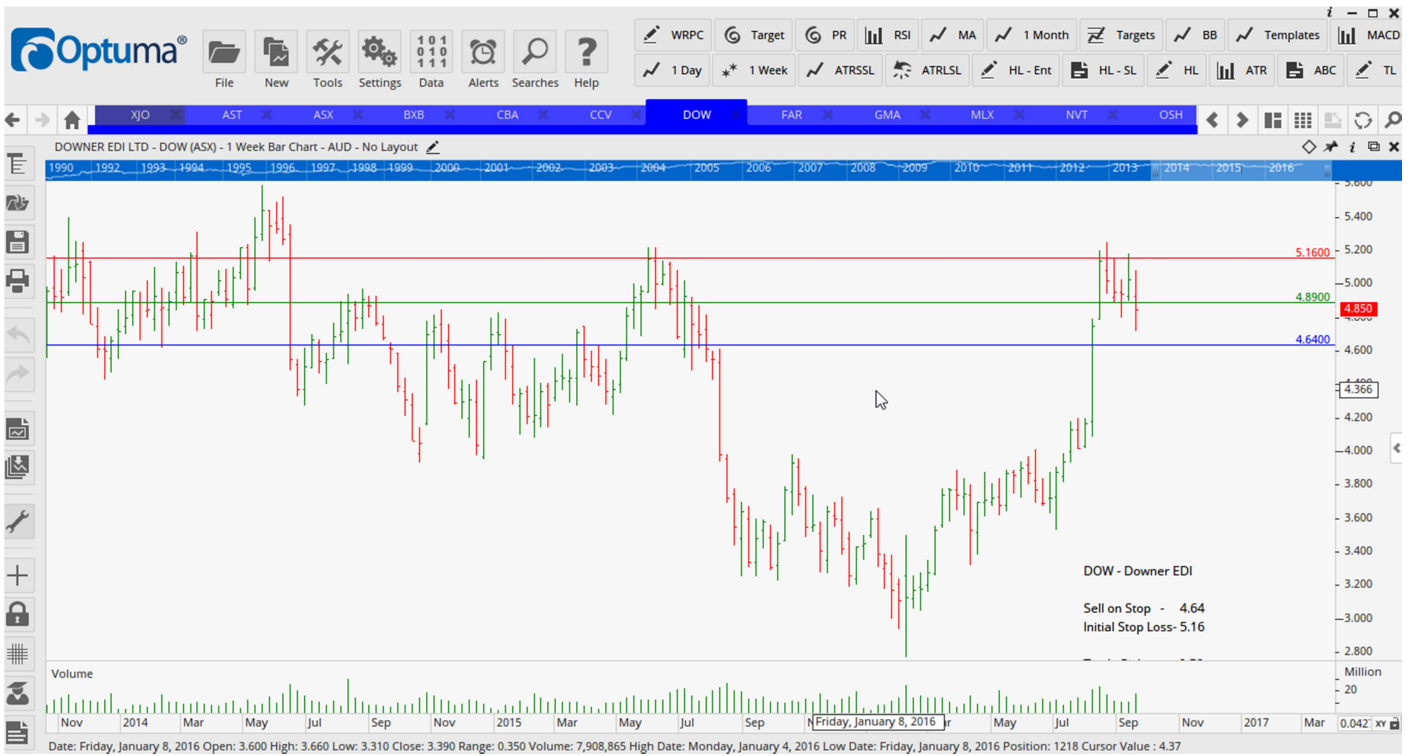 i
Optuma®
File
New
Tools
Settings
101
010
111
Data
Alerts
Searches
?
Help
WRPC
Target
PR
RSI
MA
1 Month
Targets
BB
Templates
MACD
1 Day
1 Week
ATRSSL
ATRLSL
HL - Ent
HL - SL
HL
ATR
ABC
TL
XJO
AST
ASX
BXB
CBA
CCV
DOW
FAR
GMA
MLX
NVT
OSH
DOWNER EDI LTD - DOW (ASX) - 1 Week Bar Chart - AUD - No Layout
i
1990 1992 1993 1994 1995 1996 1997 1998 1999 2000 2001 2002 2003 2004 2005 2006 2007 2008 2009 2010 2011 2012 2013 2014 2015 2016
5.600
5.400
5.200
5.1600
5.000
4.8900
4.850
4.800
4.6400
4.600
4.366
4.200
4.000
3.800
3.600
3.400
3.200
3.000
2.800
DOW - Downer EDI
Sell on Stop - 4.64
Initial Stop Loss- 5.16
Volume
Million
20
Nov 2014 Mar May Jul Sep Nov 2015 Mar May Jul Sep Friday, January 8, 2016 May Jul Sep Nov 2017 Mar 0.042 XY
Date: Friday, January 8, 2016 Open: 3.600 High: 3.660 Low: 3.310 Close: 3.390 Range: 0.350 Volume: 7,908,865 High Date: Monday, January 4, 2016 Low Date: Friday, January 8, 2016 Position: 1218 Cursor Value : 4.37